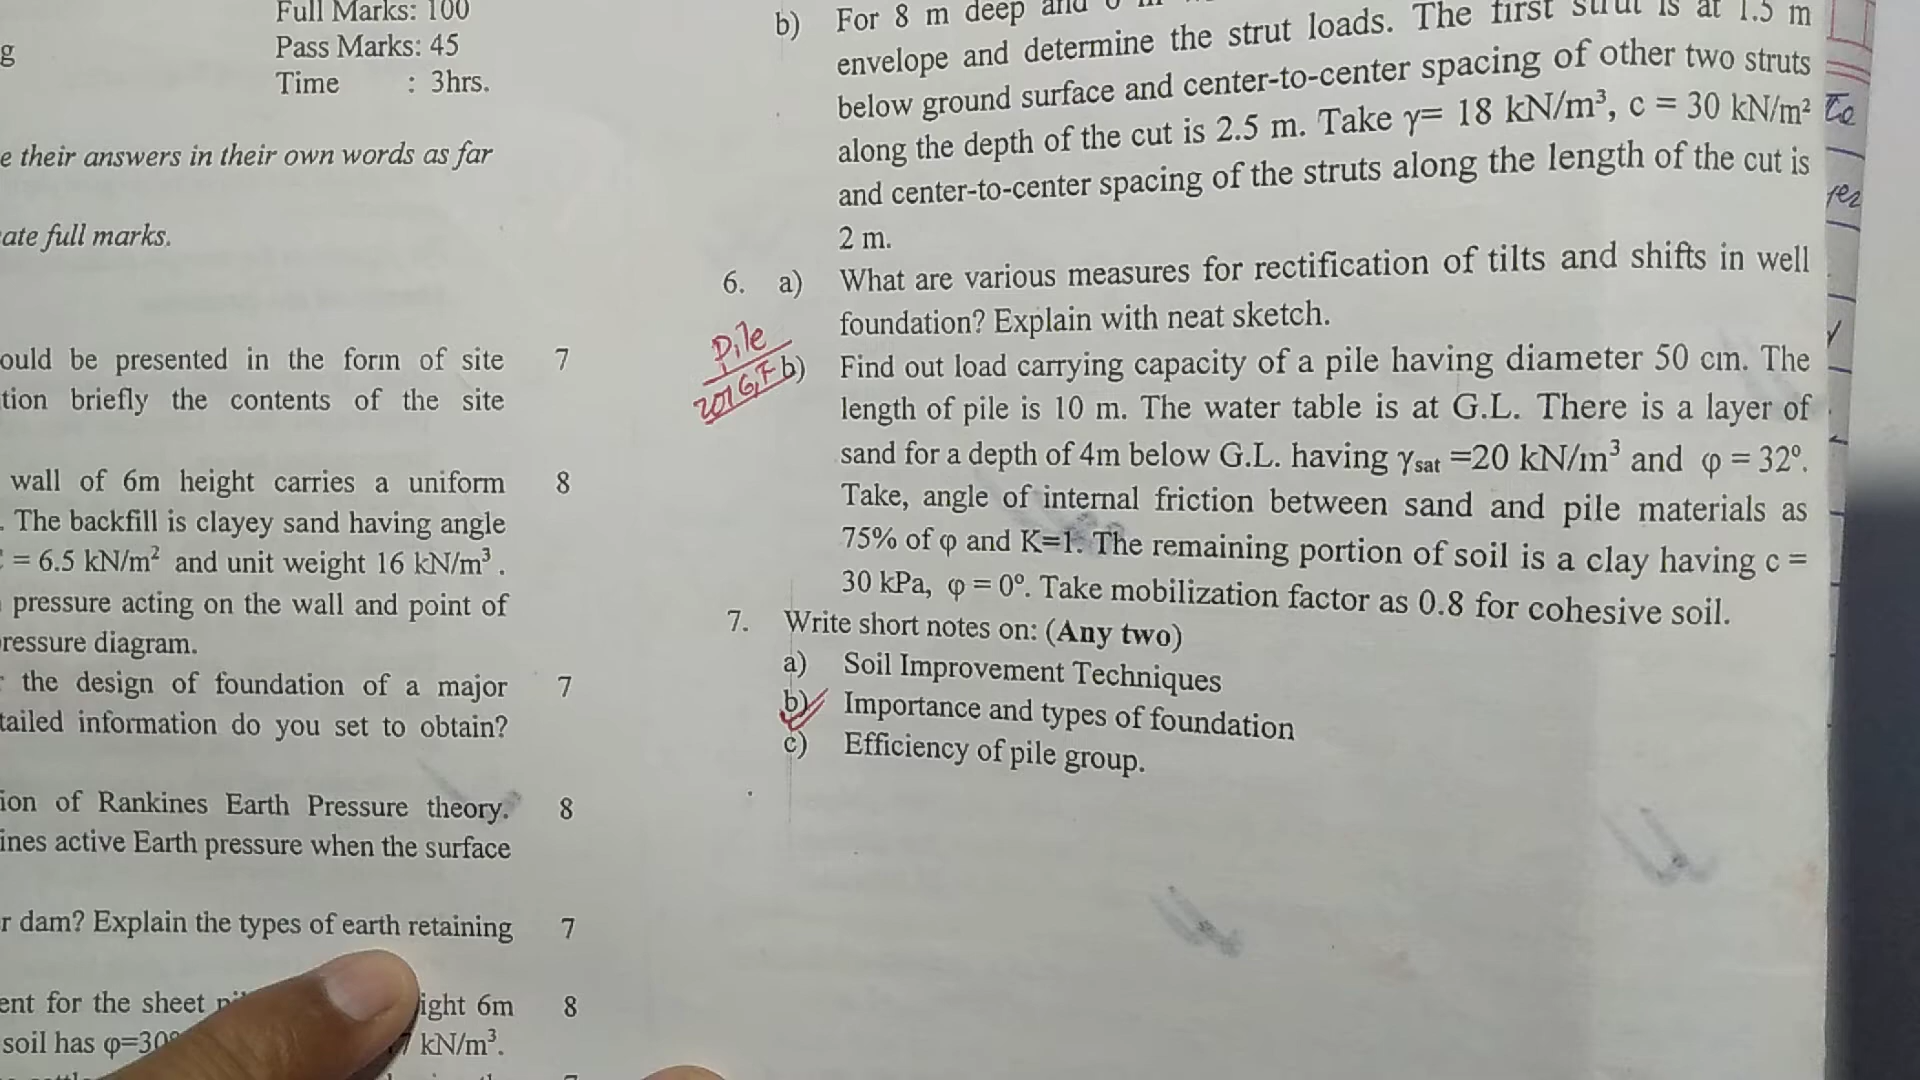 Full Marks: 100
g Pass Marks: 45
Time : 3hrs.
e their answers in their own words as far
ate full marks.
ould be presented in the form of site 7
tion briefly the contents of the site
wall of 6m height carries a uniform 8
. The backfill is clayey sand having angle
= 6.5 kN/m² and unit weight 16 kN/m³.
pressure acting on the wall and point of
ressure diagram.
the design of foundation of a major 7
tailed information do you set to obtain?
ion of Rankines Earth Pressure theory. 8
ines active Earth pressure when the surface
r dam? Explain the types of earth retaining 7
ent for the sheet ight 6m 8
soil has φ=30° 7 kN/m³.
b) For 8 m deep and
envelope and determine the strut loads. The first strut is at 1.5 m
below ground surface and center-to-center spacing of other two struts
along the depth of the cut is 2.5 m. Take γ= 18 kN/m³, c = 30 kN/m²
and center-to-center spacing of the struts along the length of the cut is
2 m.
6. a) What are various measures for rectification of tilts and shifts in well
foundation? Explain with neat sketch.
Pile
2016,F
b) Find out load carrying capacity of a pile having diameter 50 cm. The
length of pile is 10 m. The water table is at G.L. There is a layer of
sand for a depth of 4m below G.L. having γsat =20 kN/m³ and φ = 32°.
Take, angle of internal friction between sand and pile materials as
75% of φ and K=1. The remaining portion of soil is a clay having c =
30 kPa, φ = 0°. Take mobilization factor as 0.8 for cohesive soil.
7. Write short notes on: (Any two)
a) Soil Improvement Techniques
b) Importance and types of foundation
c) Efficiency of pile group.
to